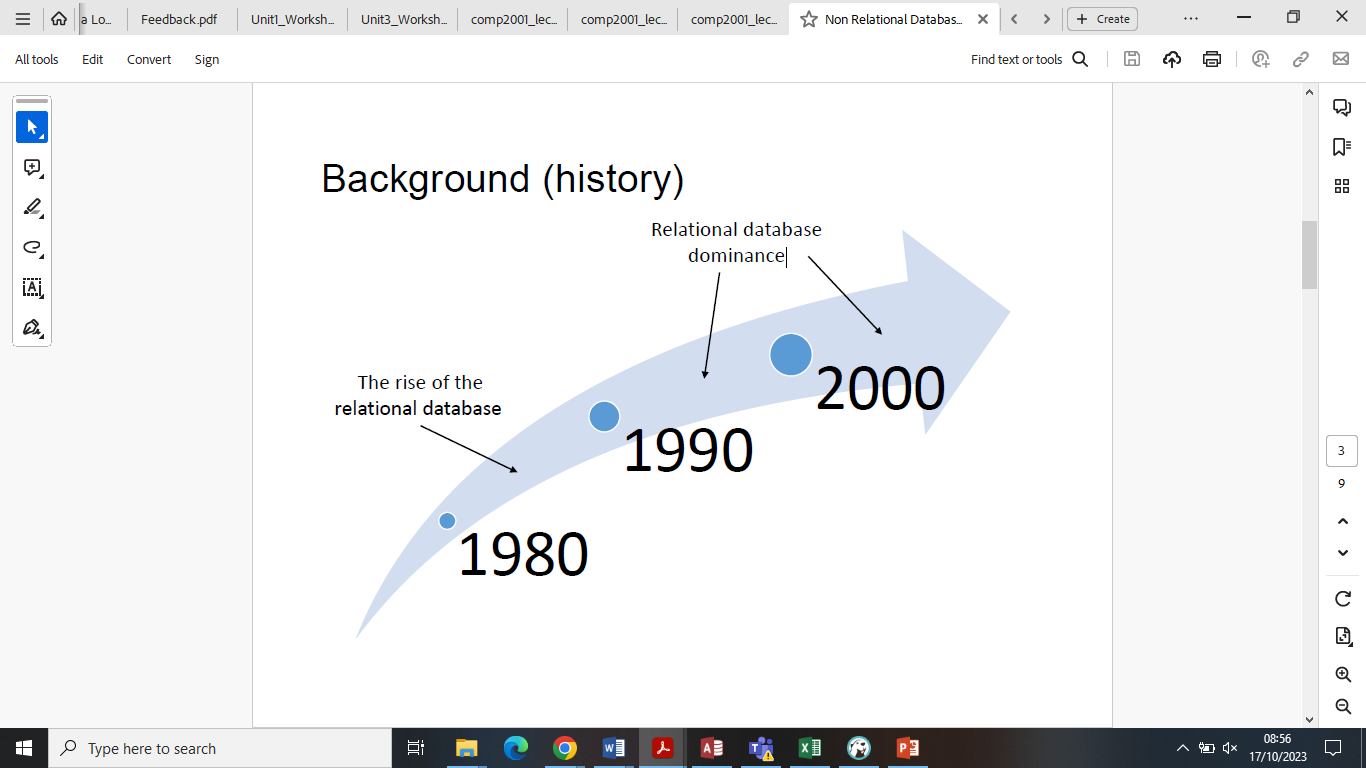 a Lo...
Feedback.pdf
Unit1_Worksh...
Unit3_Worksh...
comp2001_lec...
comp2001_lec...
comp2001_lec...
Non Relational Databas...
Create
All tools
Edit
Convert
Sign
Find text or tools
Background (history)
Relational database
dominance
The rise of the
relational database
2000
1990
1980
3
9
Type here to search
08:56
17/10/2023